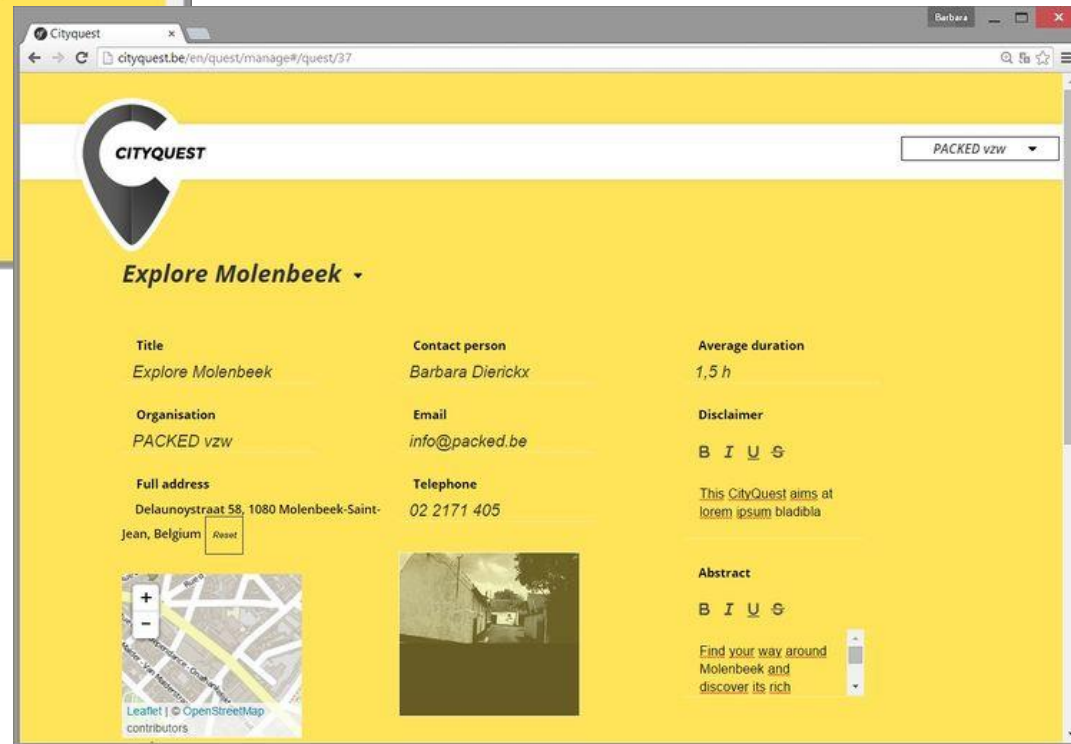 Barbara
Cityquest
cityquest.be/en/quest/manage#/quest/37
CITYQUEST
PACKED vzw
Explore Molenbeek
Title
Explore Molenbeek
Organisation
PACKED vzw
Full address
Delaunoystraat 58, 1080 Molenbeek-Saint-
Jean, Belgium Reset
+
−
Leaflet | © OpenStreetMap
contributors
Contact person
Barbara Dierickx
Email
info@packed.be
Telephone
02 2171 405
Average duration
1,5 h
Disclaimer
B I U S
This CityQuest aims at
lorem ipsum bladibla
Abstract
B I U S
Find your way around
Molenbeek and
discover its rich